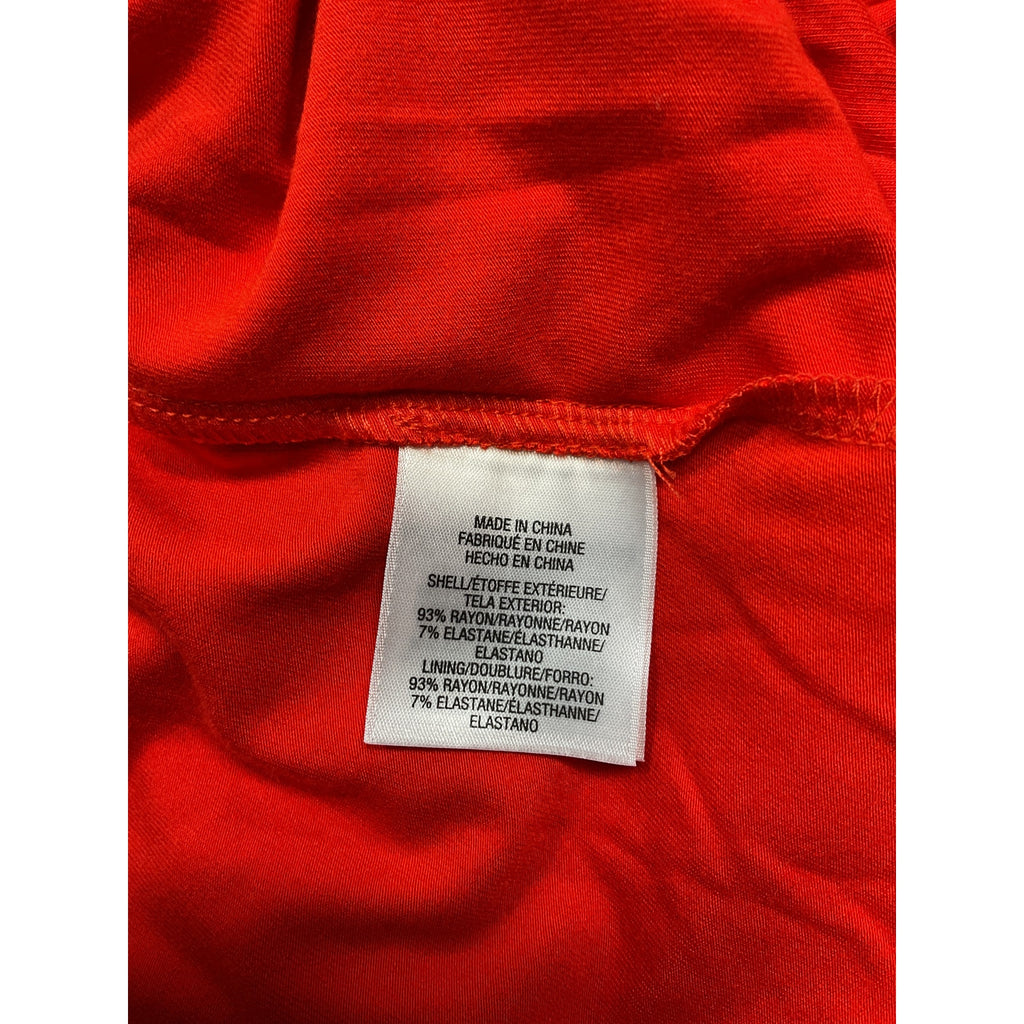 MADE IN CHINA
FABRIQUÉ EN CHINE
HECHO EN CHINA
SHELL/ÉTOFFE EXTÉRIEURE/
TELA EXTERIOR:
93% RAYON/RAYONNE/RAYON
7% ELASTANE/ÉLASTHANNE/
ELASTANO
LINING/DOUBLURE/FORRO:
93% RAYON/RAYONNE/RAYON
7% ELASTANE/ÉLASTHANNE/
ELASTANO